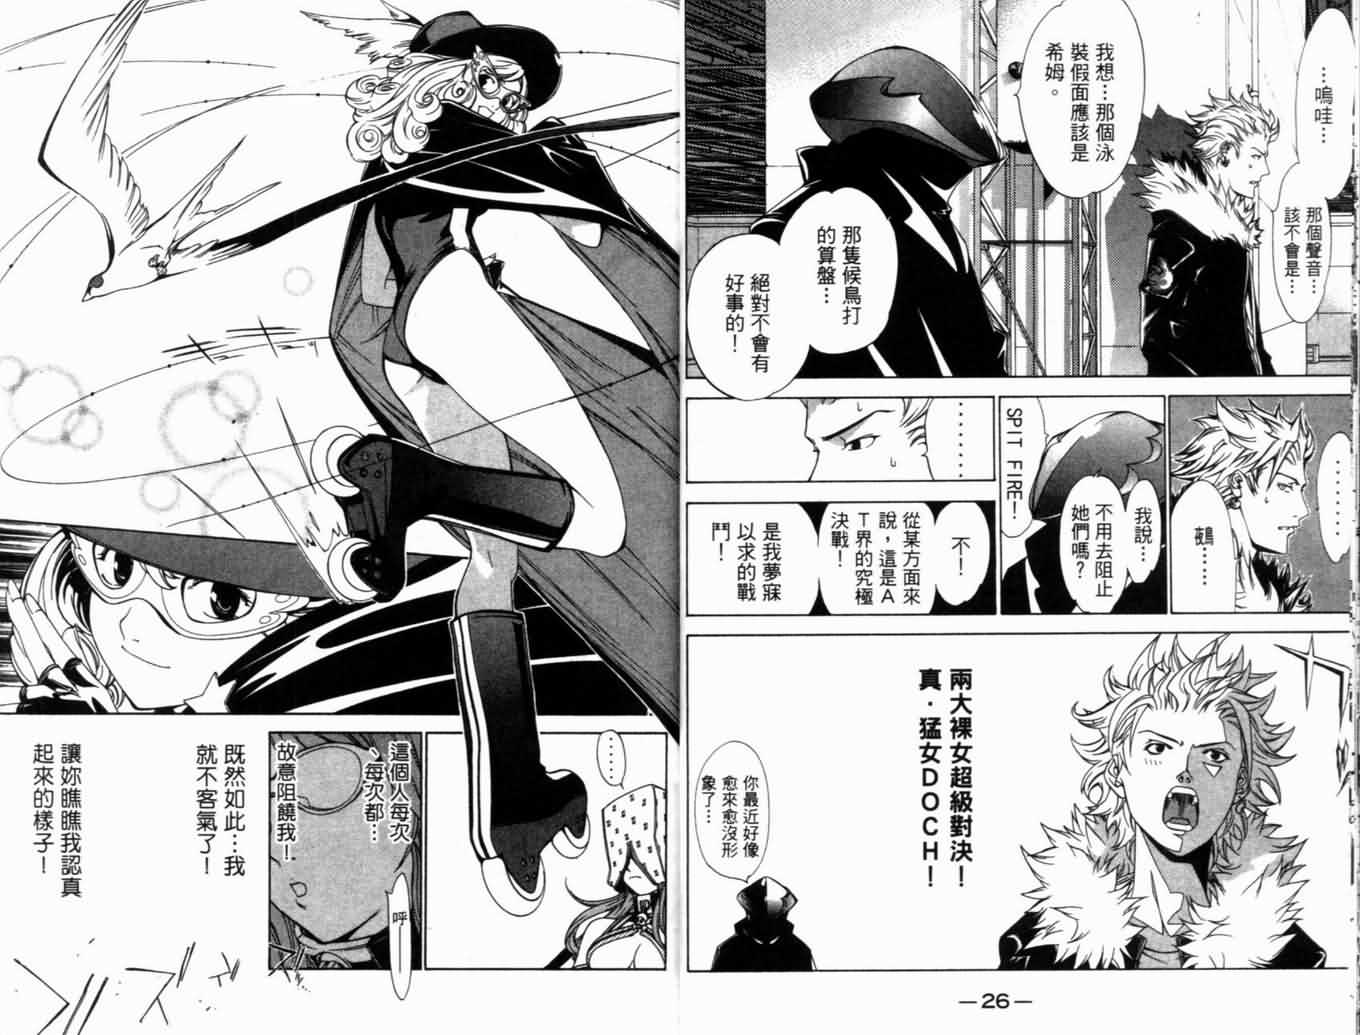 …嗚哇…
那個聲音…
該不會是…
我想…那個泳
裝假面應該是
希姆。
那隻候鳥打
的算盤…
絕對不會有
好事的！
………
鵺………
我說…
不用去阻止
她們嗎？
SPIT FIRE！
………
不！
從某方面來
說，這是A
T界的究極
決戰！
是我夢寐
以求的戰
鬥！
兩大裸女超級對決！
真・猛女DOCH！
你最近好像
愈來愈沒形
象了…
—26—
……
這個人每次
、每次都…
故意阻饒我！
呼—
既然如此…我
就不客氣了！
讓妳瞧瞧我認真
起來的樣子！